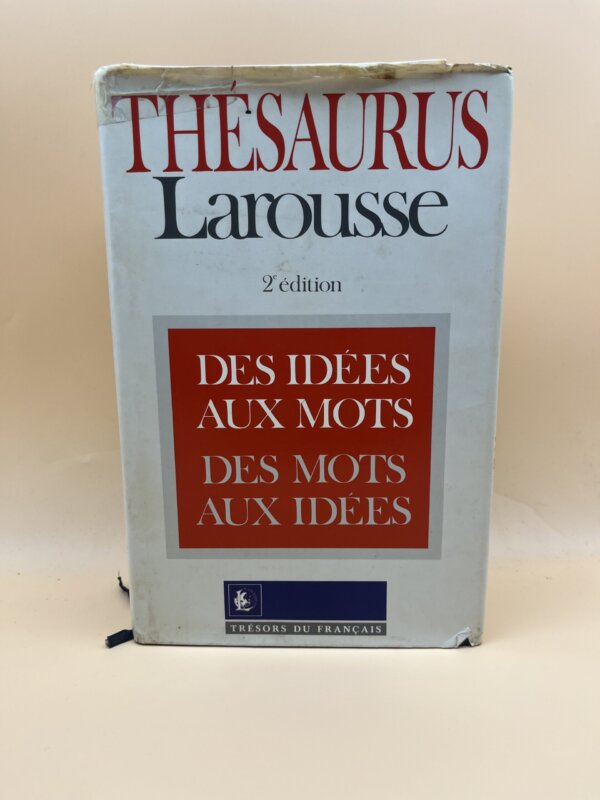 THÉSAURUS
Larousse
2e édition
DES IDÉES
AUX MOTS
DES MOTS
AUX IDÉES
TRÉSORS DU FRANÇAIS